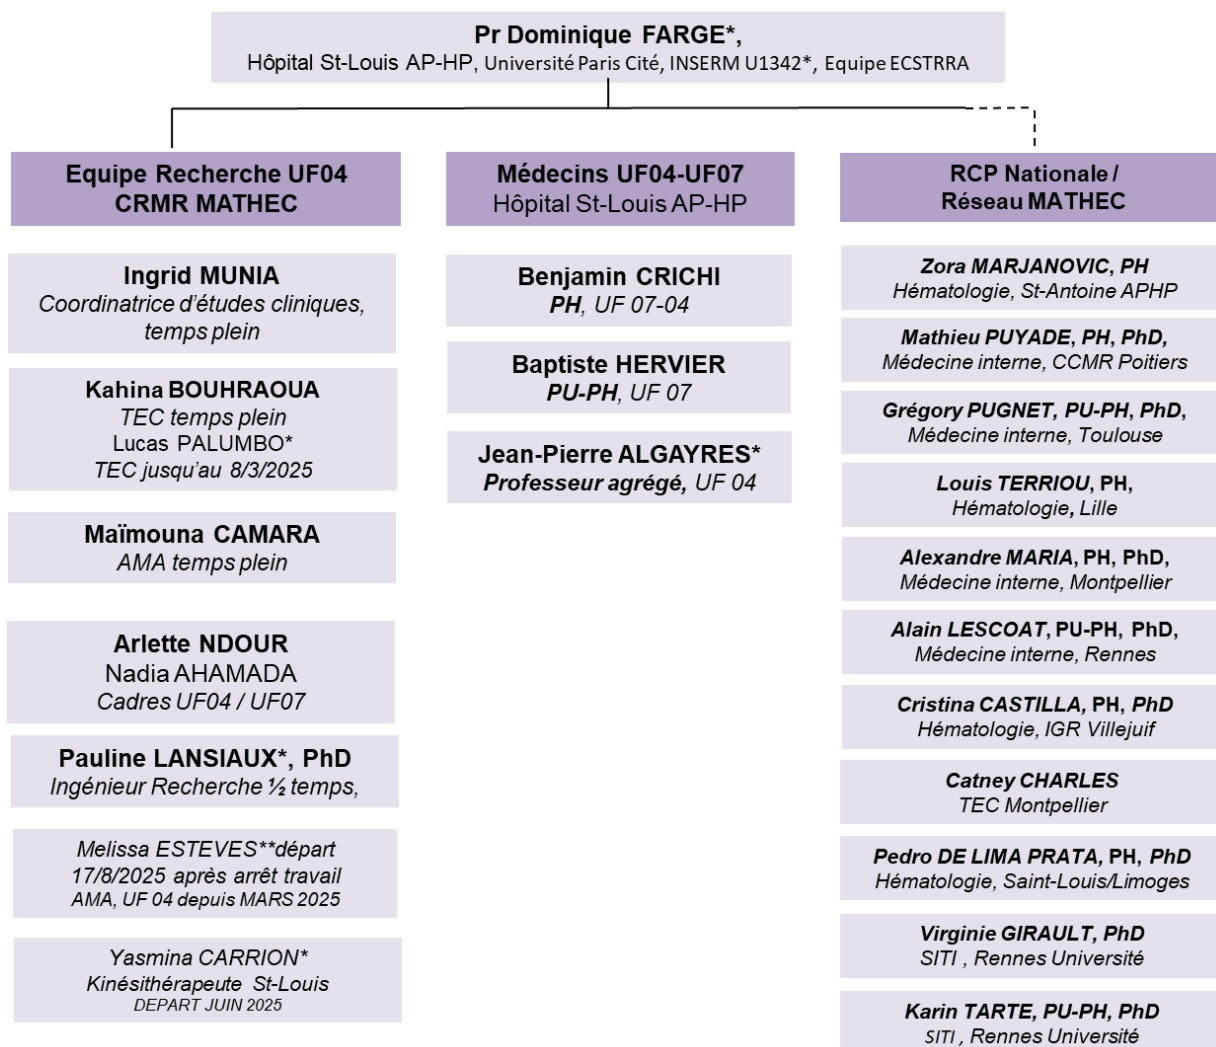 Pr Dominique FARGE*,
Hôpital St-Louis AP-HP, Université Paris Cité, INSERM U1342*, Equipe ECSTRRA
Equipe Recherche UF04
CRMR MATHEC
Ingrid MUNIA
Coordinatrice d'études cliniques,
temps plein
Kahina BOUHRAOUA
TEC temps plein
Lucas PALUMBO*
TEC jusqu'au 8/3/2025
Maïmouna CAMARA
AMA temps plein
Arlette NDOUR
Nadia AHAMADA
Cadres UF04 / UF07
Pauline LANSIAUX*, PhD
Ingénieur Recherche ½ temps,
Melissa ESTEVES**départ
17/8/2025 après arrêt travail
AMA, UF 04 depuis MARS 2025
Yasmina CARRION*
Kinésithérapeute St-Louis
DEPART JUIN 2025
Médecins UF04-UF07
Hôpital St-Louis AP-HP
Benjamin CRICHI
PH, UF 07-04
Baptiste HERVIER
PU-PH, UF 07
Jean-Pierre ALGAYRES*
Professeur agrégé, UF 04
RCP Nationale /
Réseau MATHEC
Zora MARJANOVIC, PH
Hématologie, St-Antoine APHP
Mathieu PUYADE, PH, PhD,
Médecine interne, CCMR Poitiers
Grégory PUGNET, PU-PH, PhD,
Médecine interne, Toulouse
Louis TERRIOU, PH,
Hématologie, Lille
Alexandre MARIA, PH, PhD,
Médecine interne, Montpellier
Alain LESCOAT, PU-PH, PhD,
Médecine interne, Rennes
Cristina CASTILLA, PH, PhD
Hématologie, IGR Villejuif
Catney CHARLES
TEC Montpellier
Pedro DE LIMA PRATA, PH, PhD
Hématologie, Saint-Louis/Limoges
Virginie GIRAULT, PhD
SITI , Rennes Université
Karin TARTE, PU-PH, PhD
SITI , Rennes Université